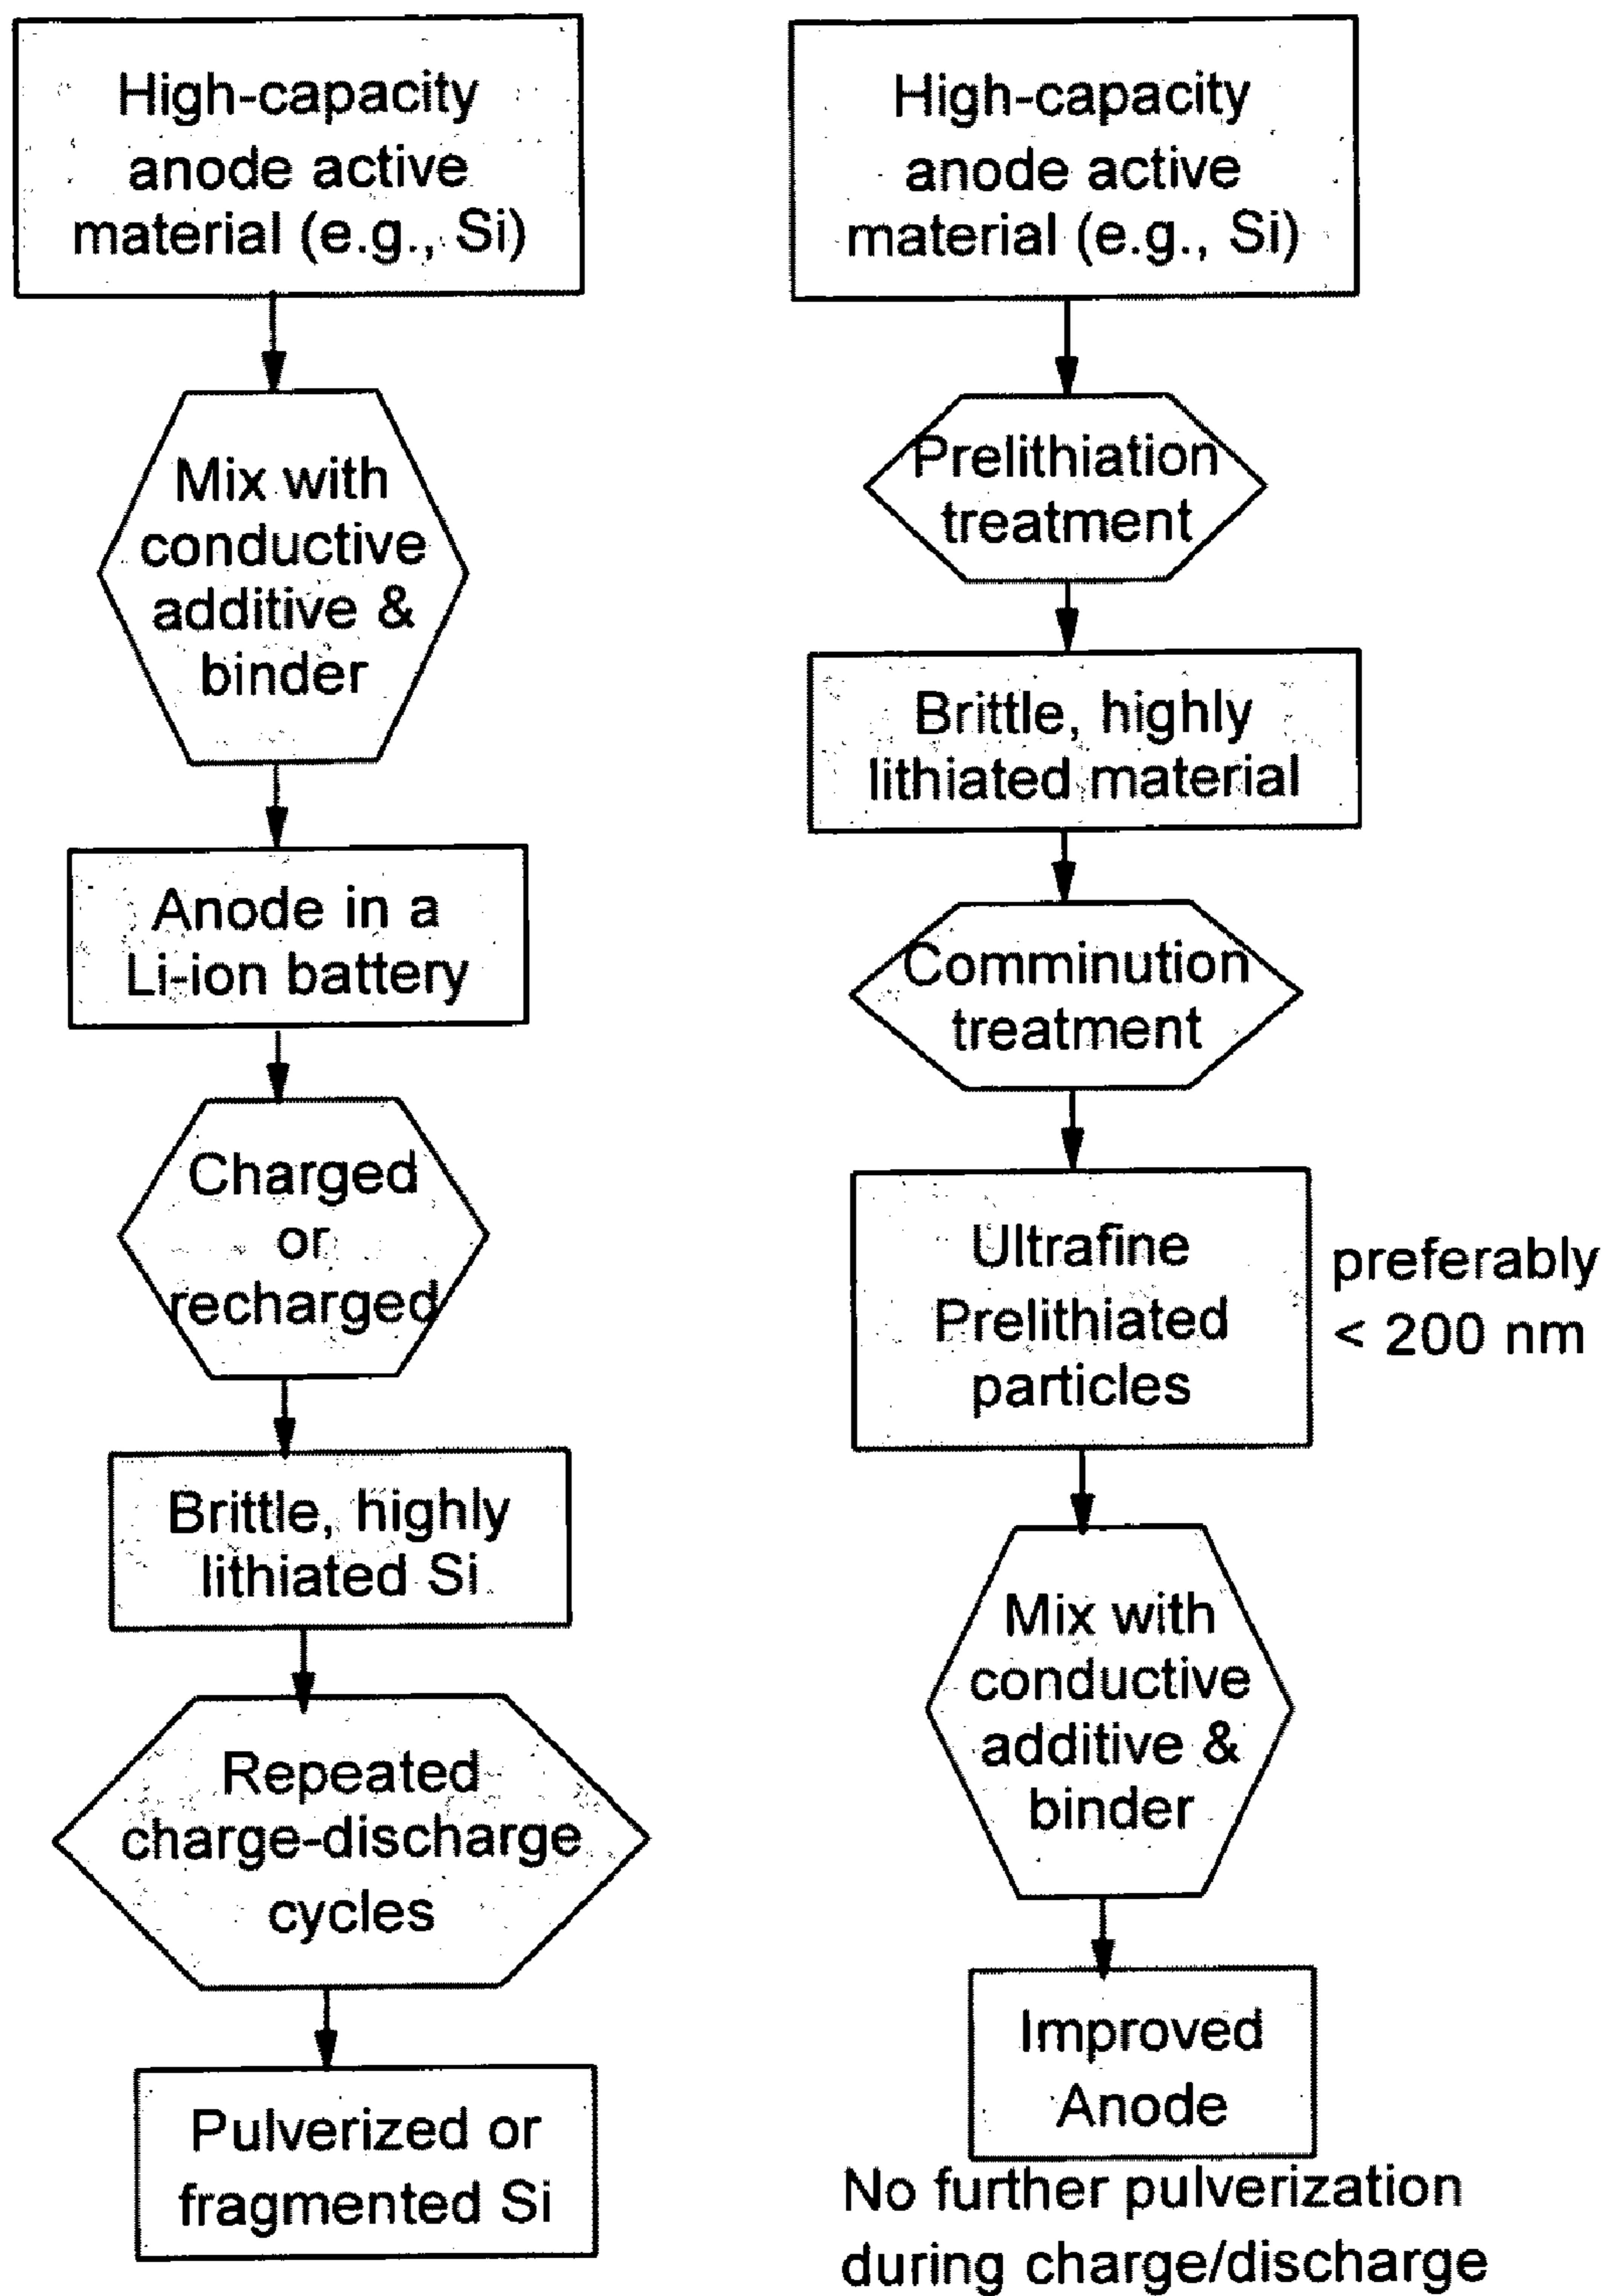 High-capacity
anode active
material (e.g., Si)
Mix with
conductive
additive &
binder
Anode in a
Li-ion battery
Charged
or
recharged
Brittle, highly
lithiated Si
Repeated
charge-discharge
cycles
Pulverized or
fragmented Si
High-capacity
anode active
material (e.g., Si)
Prelithiation
treatment
Brittle, highly
lithiated material
Comminution
treatment
Ultrafine
Prelithiated
particles
preferably
< 200 nm
Mix with
conductive
additive &
binder
Improved
Anode
No further pulverization
during charge/discharge